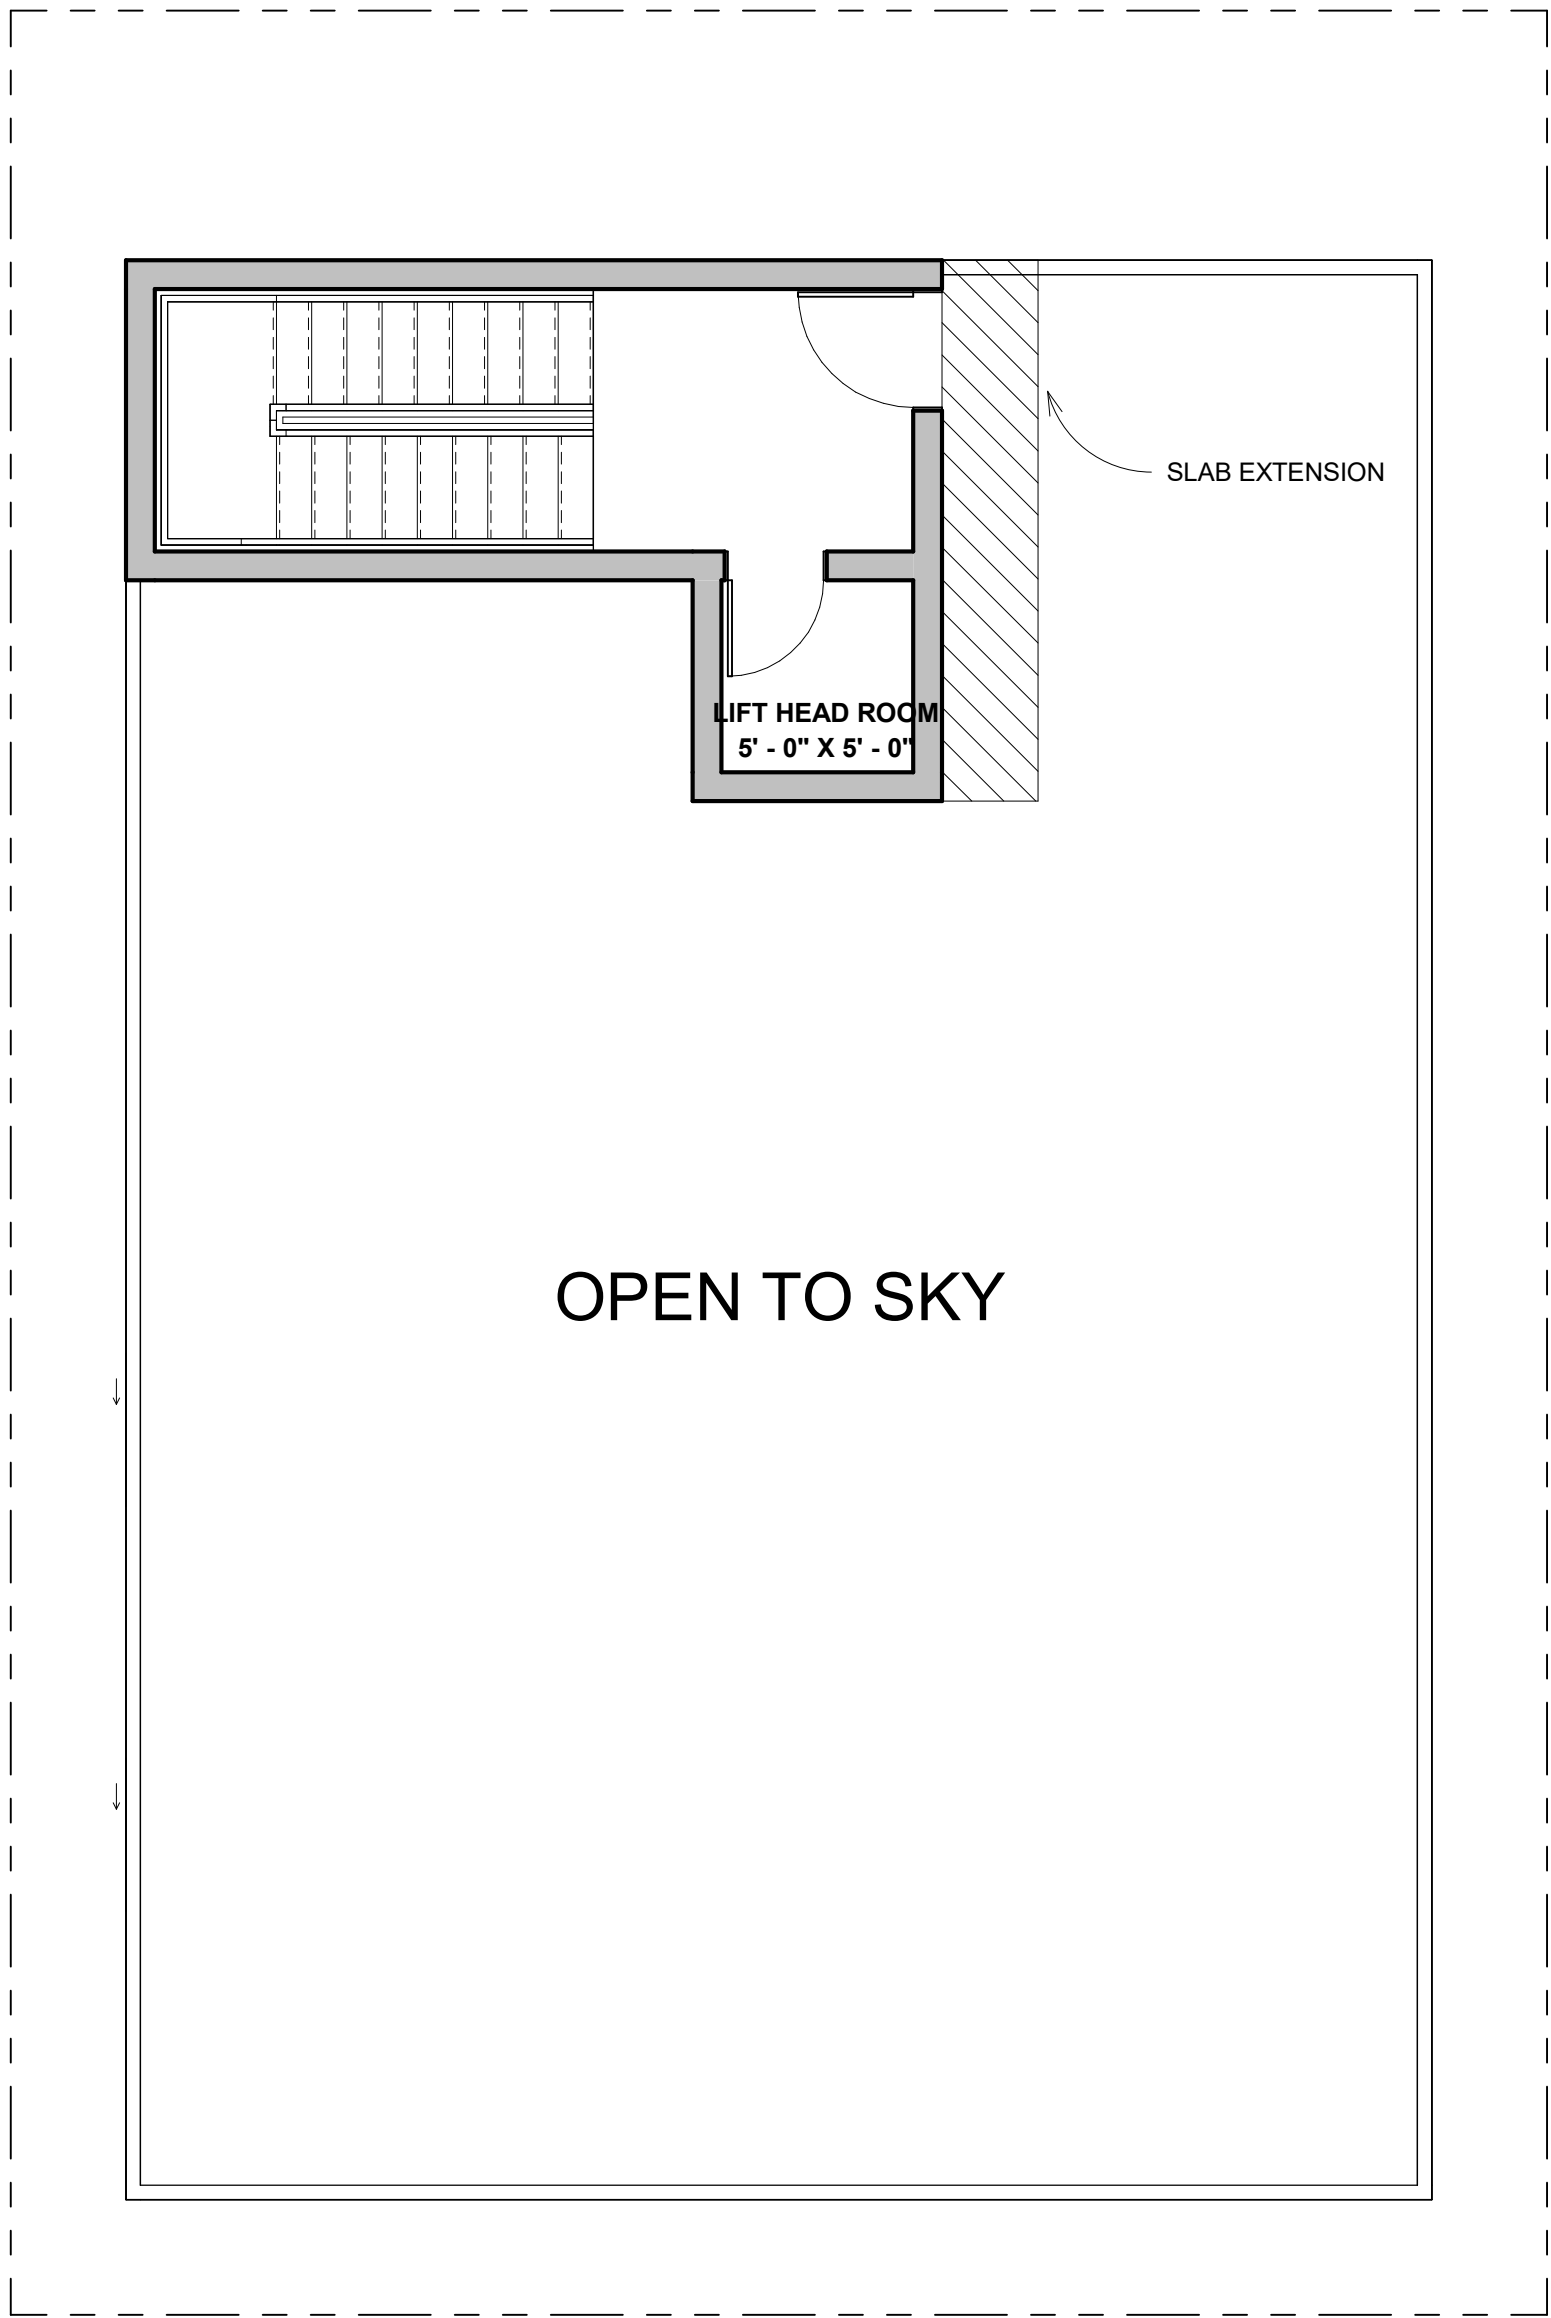 SLAB EXTENSION
LIFT HEAD ROOM
5' - 0" X 5' - 0"
OPEN TO SKY